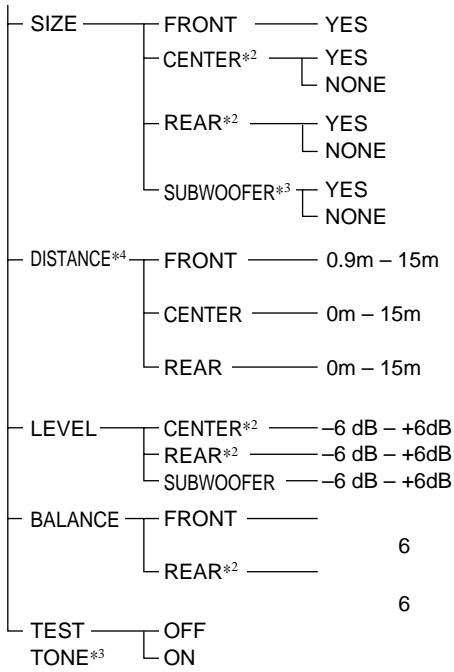 SIZE FRONT YES
CENTER*2 YES
NONE
REAR*2 YES
NONE
SUBWOOFER*3 YES
NONE
DISTANCE*4 FRONT 0.9m – 15m
CENTER 0m – 15m
REAR 0m – 15m
LEVEL CENTER*2 –6 dB – +6dB
REAR*2 –6 dB – +6dB
SUBWOOFER –6 dB – +6dB
BALANCE FRONT
6
REAR*2
6
TEST OFF
TONE*3 ON